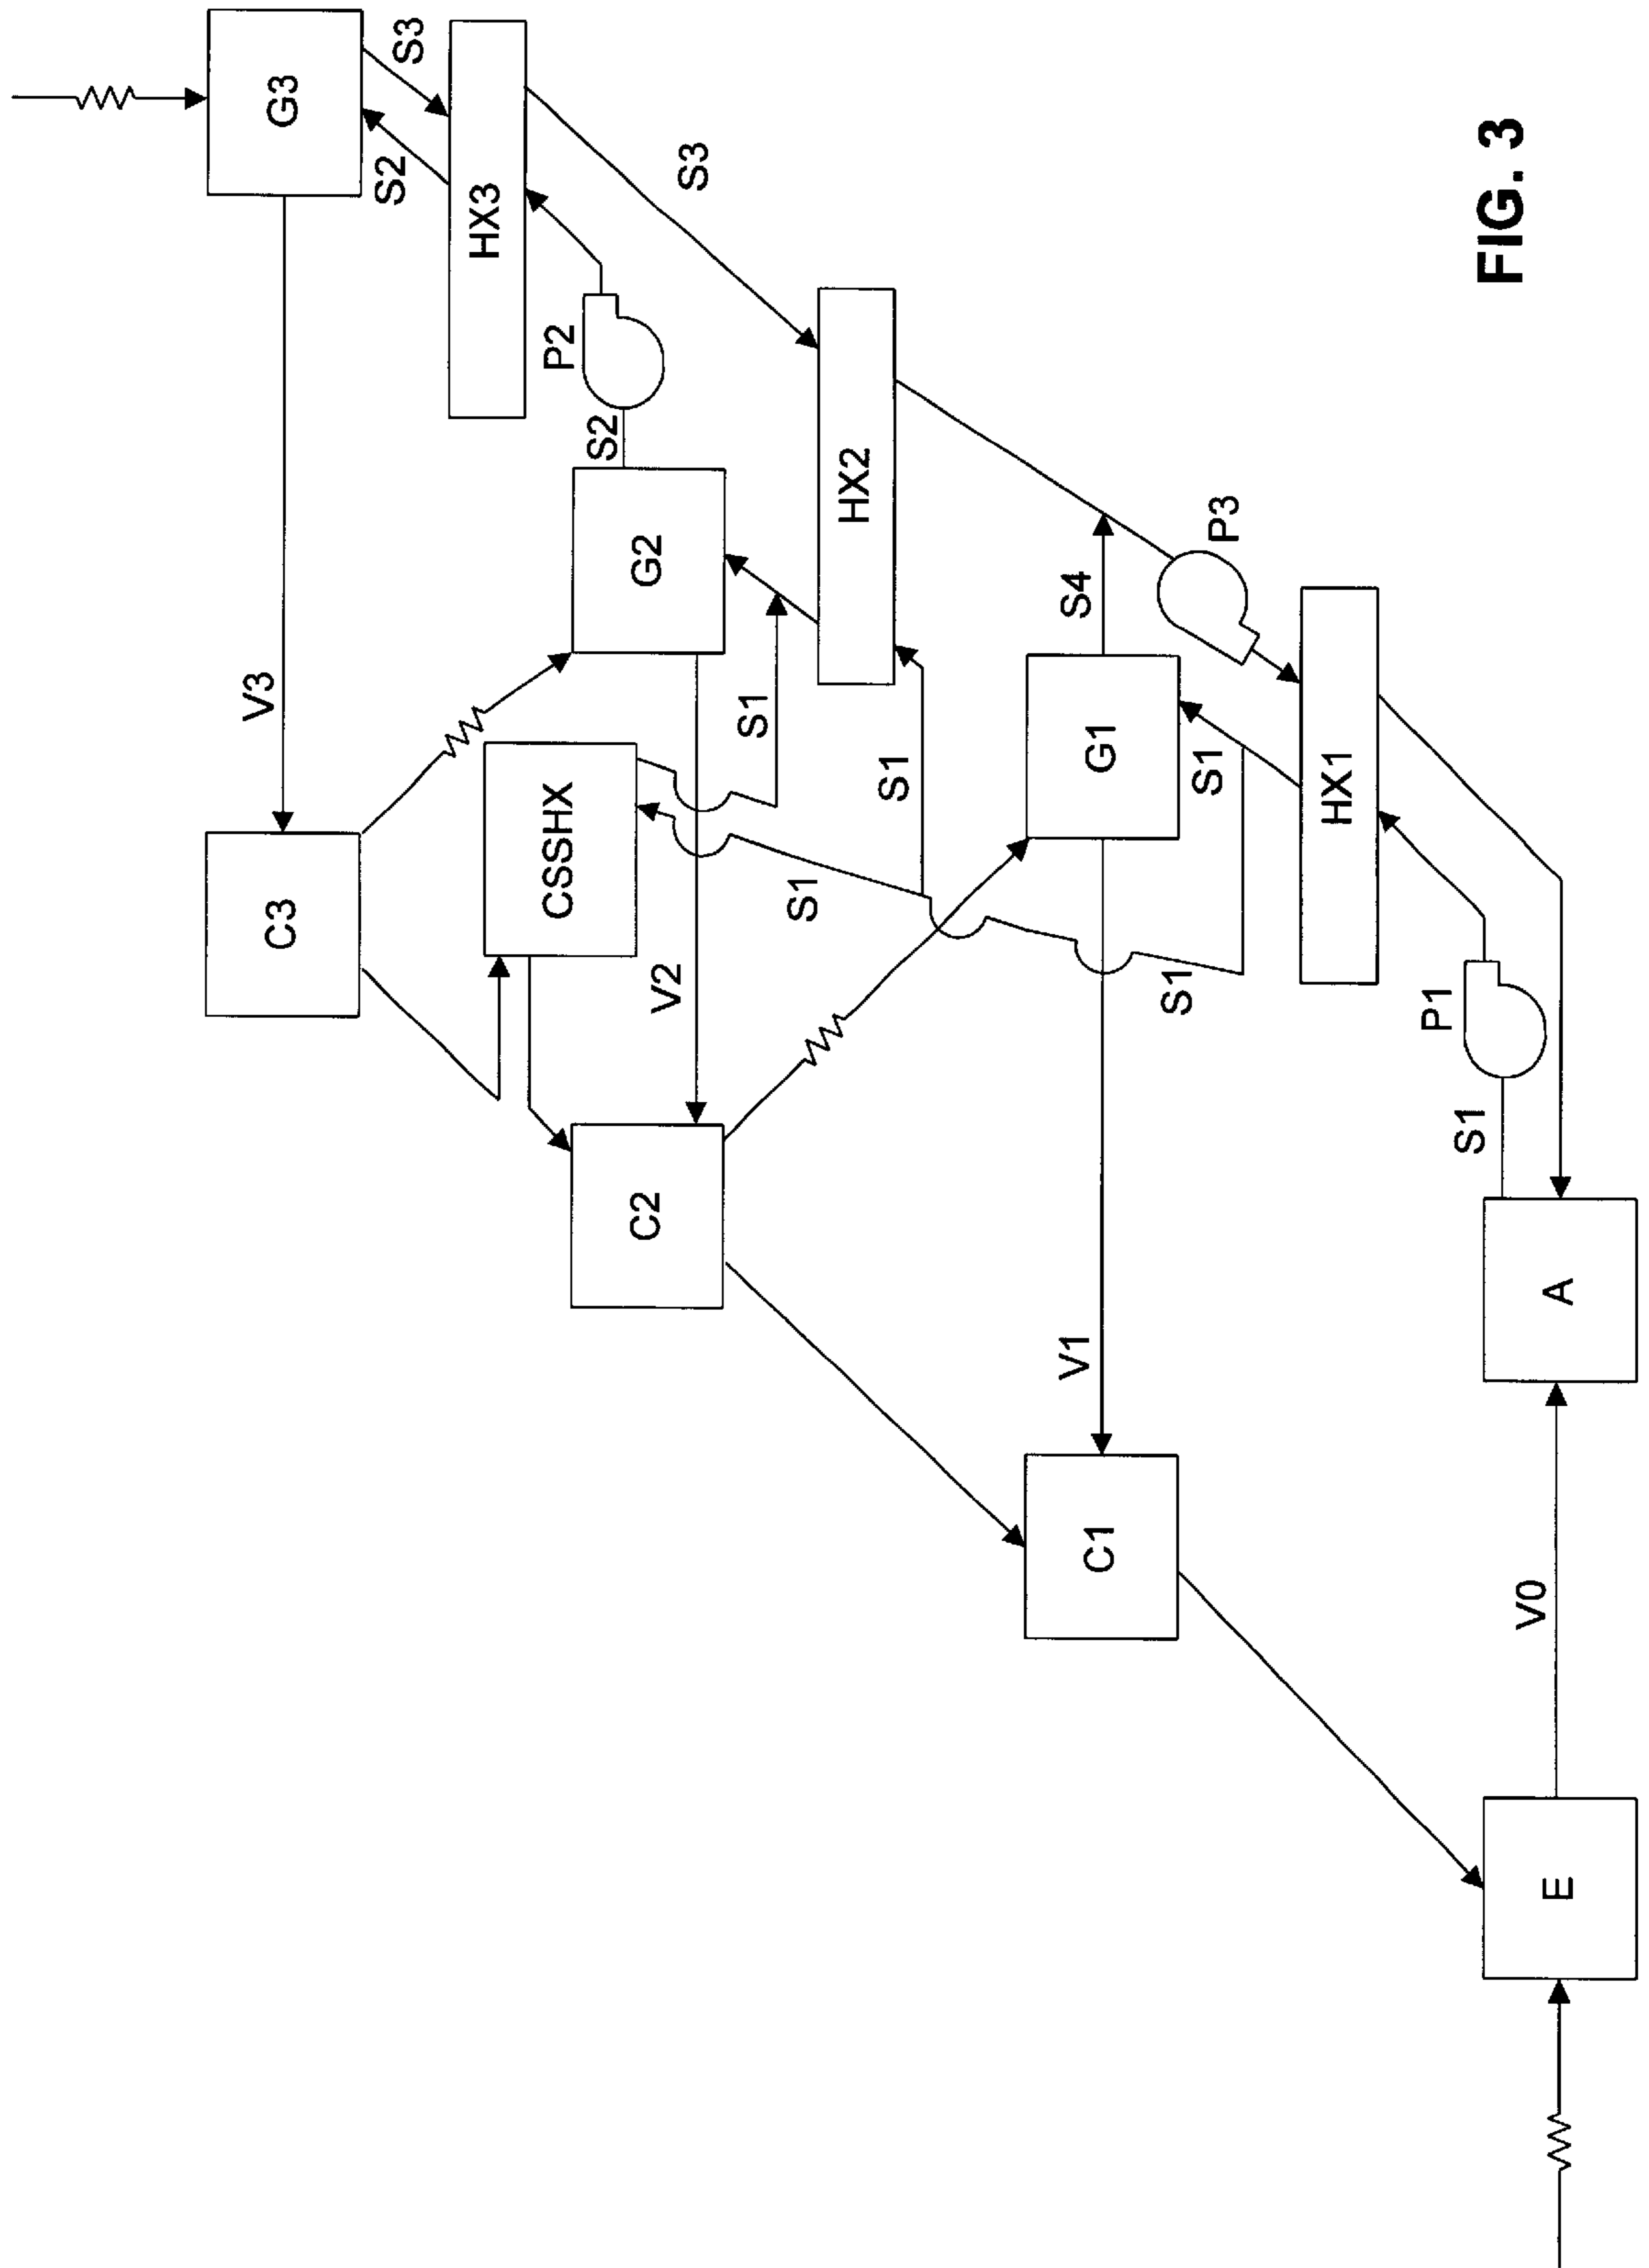 V3
C3
G3
S2
S3
HX3
CSSHX
P2
S2
C2
G2
V2
S3
S1
S1
HX2
S1
V1
S4
C1
G1
S1
S1
P3
HX1
P1
S1
FIG. 3
V0
E
A